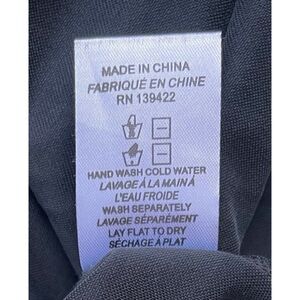 MADE IN CHINA
FABRIQUÉ EN CHINE
RN 139422
HAND WASH COLD WATER
LAVAGE À LA MAIN À
L'EAU FROIDE
WASH SEPARATELY
LAVAGE SÉPARÉMENT
LAY FLAT TO DRY
SÉCHAGE À PLAT